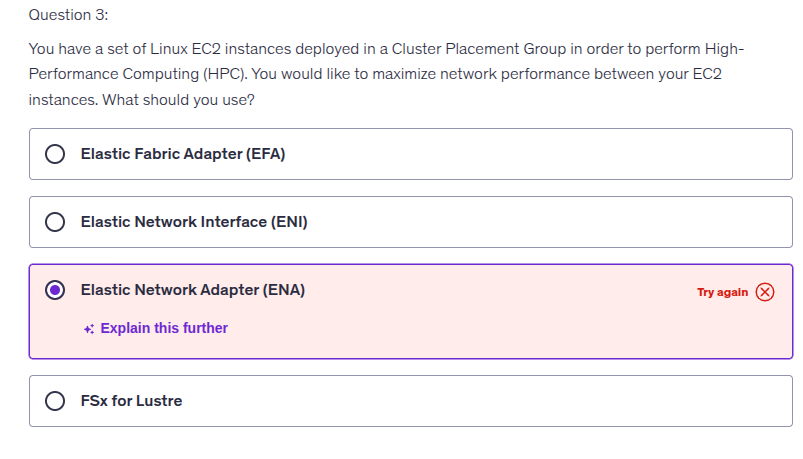 Question 3:
You have a set of Linux EC2 instances deployed in a Cluster Placement Group in order to perform High-
Performance Computing (HPC). You would like to maximize network performance between your EC2
instances. What should you use?
Elastic Fabric Adapter (EFA)
Elastic Network Interface (ENI)
Elastic Network Adapter (ENA)
Try again
Explain this further
FSx for Lustre